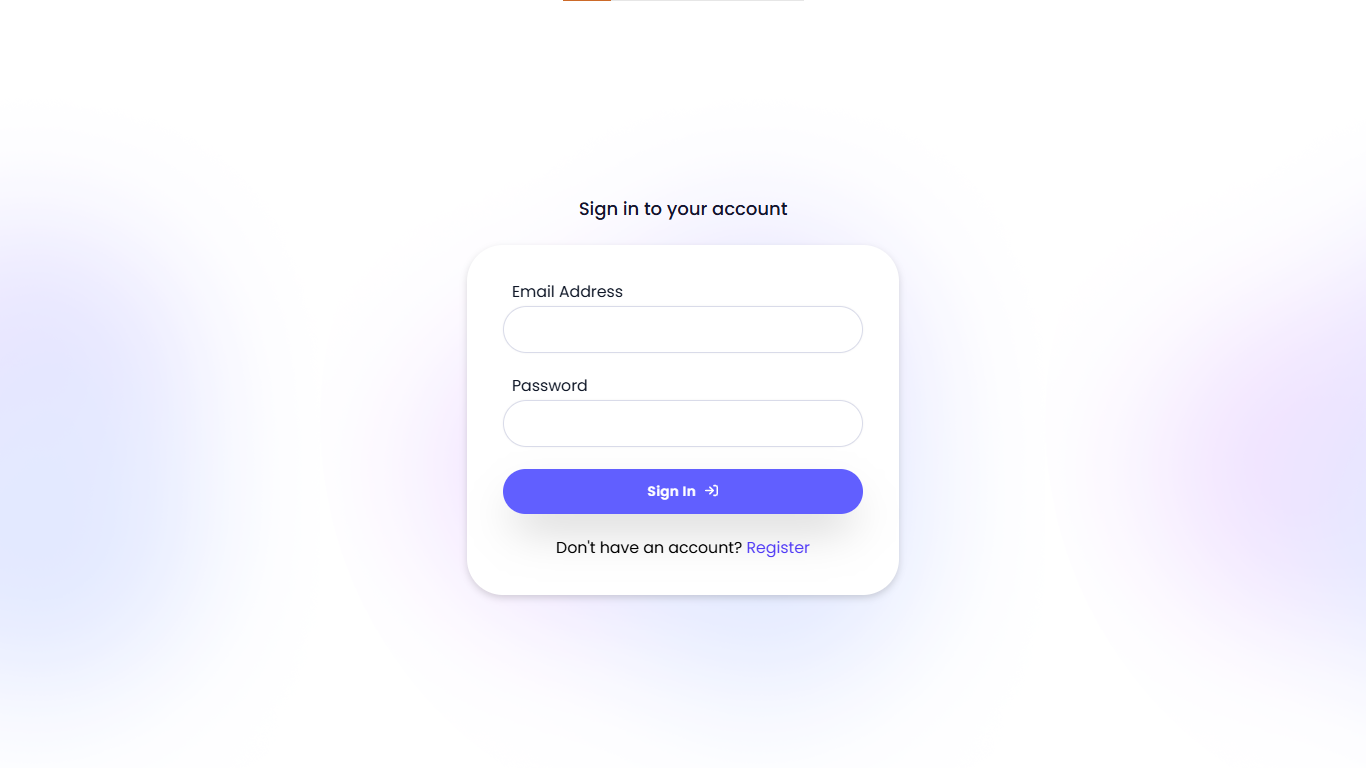 Sign in to your account
Email Address
Password
Sign In
Don't have an account? Register